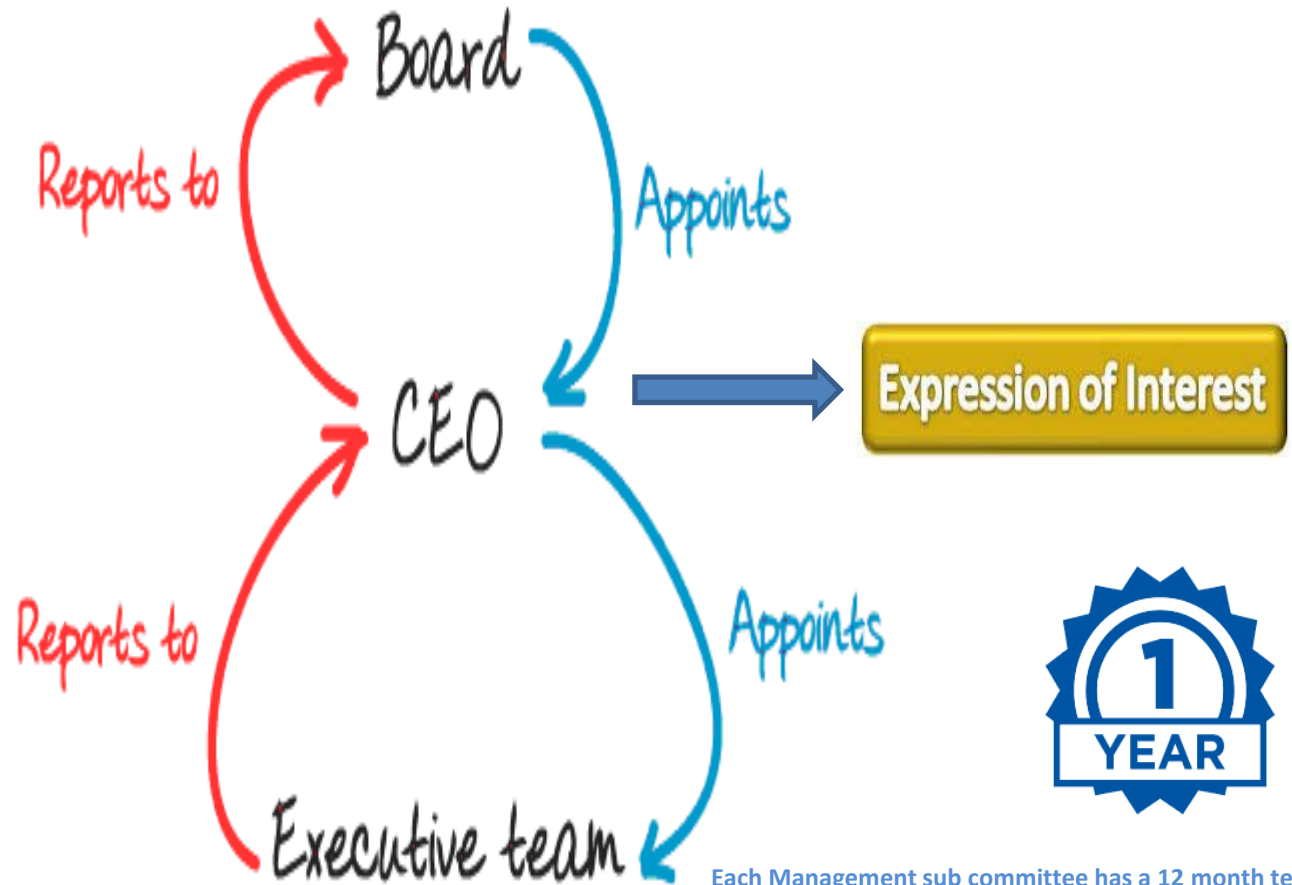 Board
Reports to
Appoints
Expression of Interest
CEO
Reports to
Appoints
1
YEAR
Executive team
Each Management sub committee has a 12 month